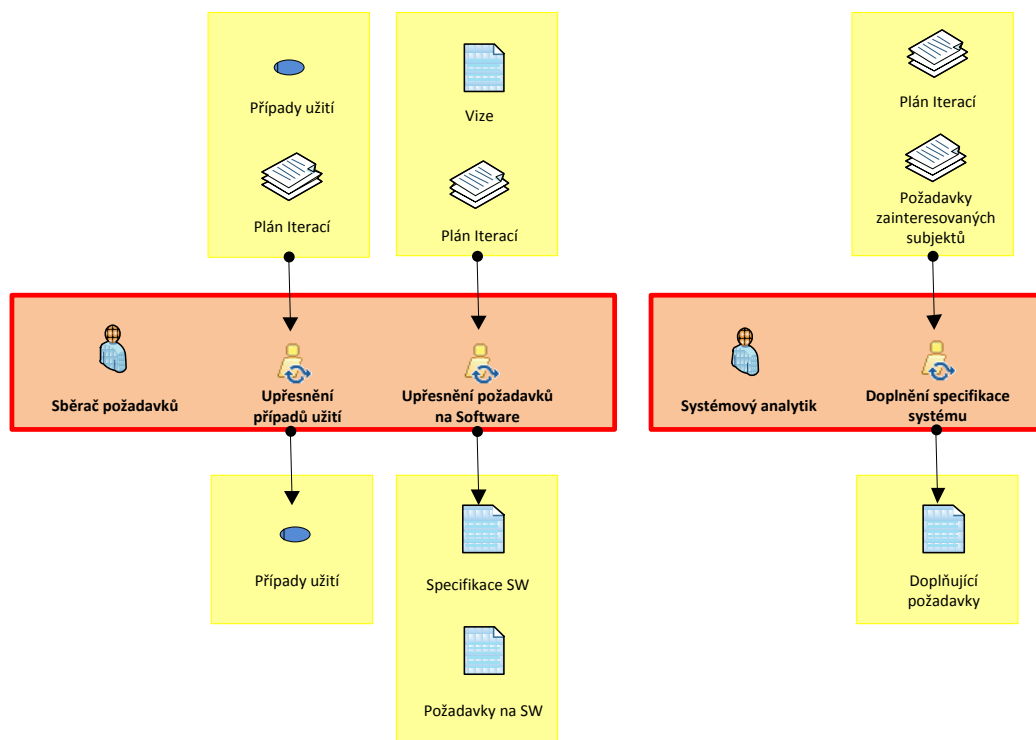 Případy užití
Plán Iterací
Vize
Plán Iterací
Plán Iterací
Požadavky
zainteresovaných
subjektů
Sběrač požadavků
Upřesnění
případů užití
Upřesnění požadavků
na Software
Systémový analytik
Doplnění specifikace
systému
Případy užití
Specifikace SW
Požadavky na SW
Doplňující
požadavky